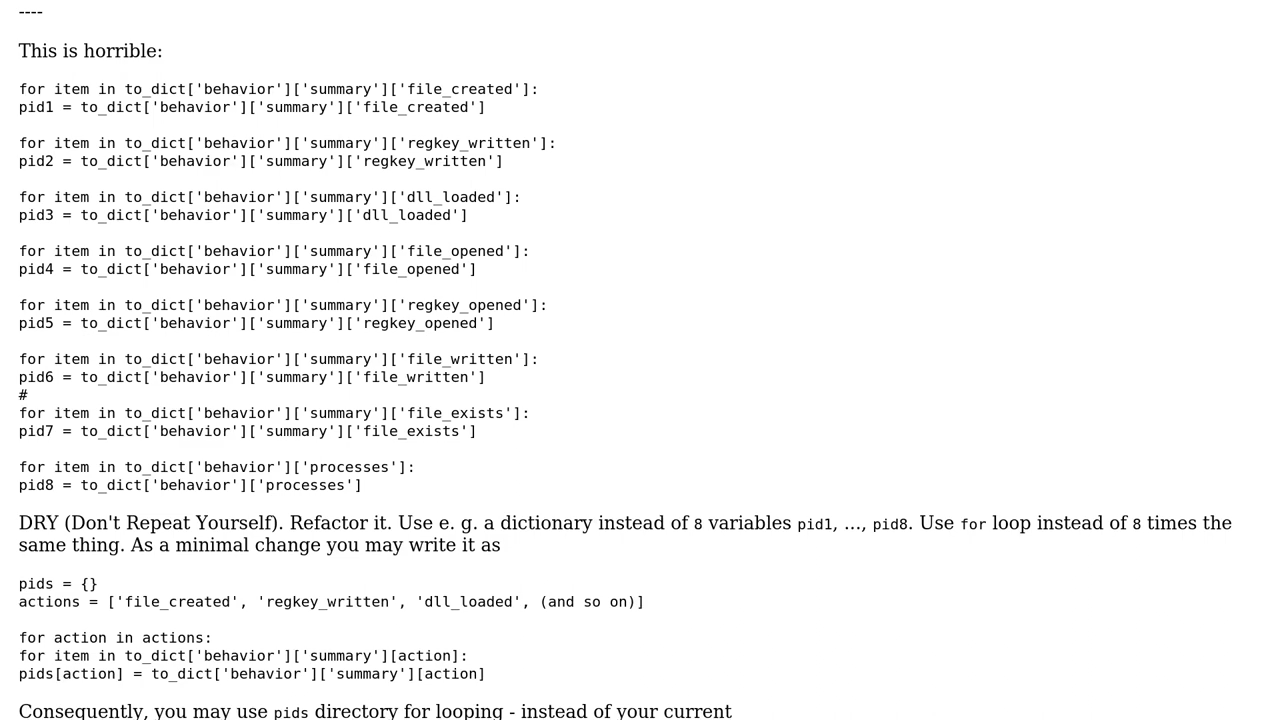 ----
This is horrible:
for item in to_dict['behavior']['summary']['file_created']:
pid1 = to_dict['behavior']['summary']['file_created']
for item in to_dict['behavior']['summary']['regkey_written']:
pid2 = to_dict['behavior']['summary']['regkey_written']
for item in to_dict['behavior']['summary']['dll_loaded']:
pid3 = to_dict['behavior']['summary']['dll_loaded']
for item in to_dict['behavior']['summary']['file_opened']:
pid4 = to_dict['behavior']['summary']['file_opened']
for item in to_dict['behavior']['summary']['regkey_opened']:
pid5 = to_dict['behavior']['summary']['regkey_opened']
for item in to_dict['behavior']['summary']['file_written']:
pid6 = to_dict['behavior']['summary']['file_written']
#
for item in to_dict['behavior']['summary']['file_exists']:
pid7 = to_dict['behavior']['summary']['file_exists']
for item in to_dict['behavior']['processes']:
pid8 = to_dict['behavior']['processes']
DRY (Don't Repeat Yourself). Refactor it. Use e. g. a dictionary instead of 8 variables pid1, ..., pid8. Use for loop instead of 8 times the
same thing. As a minimal change you may write it as
pids = {}
actions = ['file_created', 'regkey_written', 'dll_loaded', (and so on)]
for action in actions:
for item in to_dict['behavior']['summary'][action]:
pids[action] = to_dict['behavior']['summary'][action]
Consequently, you may use pids directory for looping - instead of your current